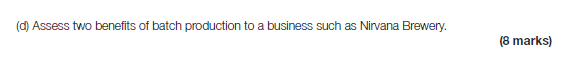 (d) Assess two benefits of batch production to a business such as Nirvana Brewery.
(8 marks)